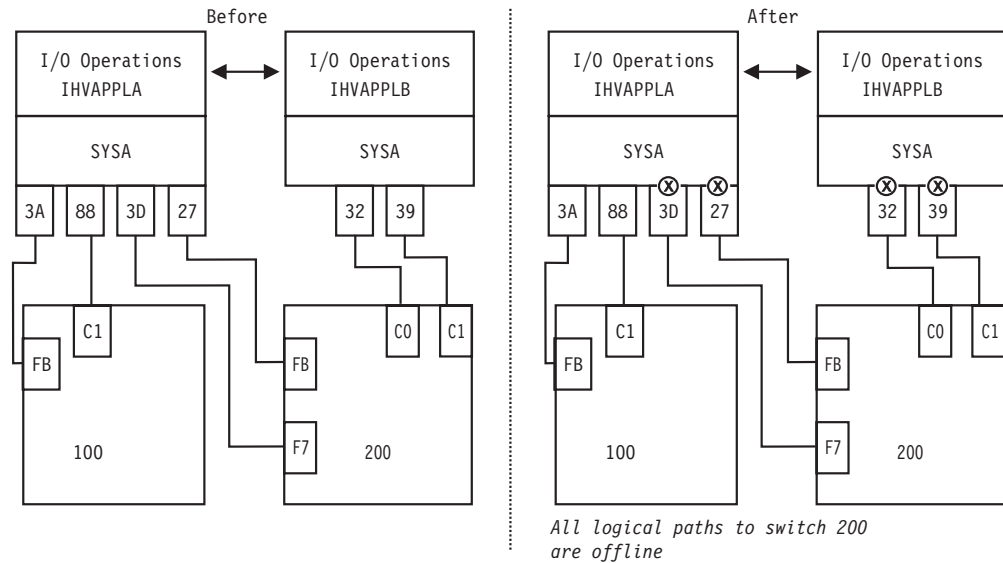 Before
I/O Operations
IHVAPPLA
I/O Operations
IHVAPPLB
SYSA
SYSA
3A 88 3D 27
32 39
C1
C0 C1
FB
FB
F7
100
200
After
I/O Operations
IHVAPPLA
I/O Operations
IHVAPPLB
SYSA
SYSA
X X
X X
3A 88 3D 27
32 39
C1
C0 C1
FB
FB
F7
100
200
All logical paths to switch 200
are offline